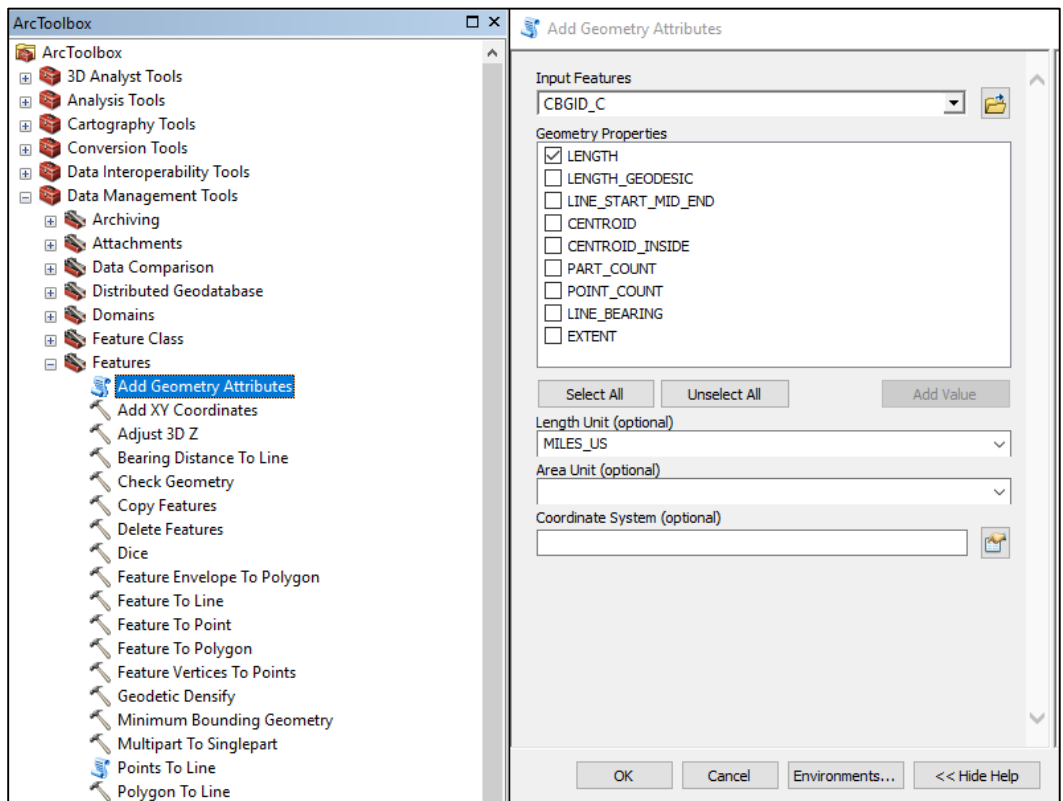 ArcToolbox
ArcToolbox
3D Analyst Tools
Analysis Tools
Cartography Tools
Conversion Tools
Data Interoperability Tools
Data Management Tools
Archiving
Attachments
Data Comparison
Distributed Geodatabase
Domains
Feature Class
Features
Add Geometry Attributes
Add XY Coordinates
Adjust 3D Z
Bearing Distance To Line
Check Geometry
Copy Features
Delete Features
Dice
Feature Envelope To Polygon
Feature To Line
Feature To Point
Feature To Polygon
Feature Vertices To Points
Geodetic Densify
Minimum Bounding Geometry
Multipart To Singlepart
Points To Line
Polygon To Line
Add Geometry Attributes
Input Features
CBGID_C
Geometry Properties
LENGTH
LENGTH_GEODESIC
LINE_START_MID_END
CENTROID
CENTROID_INSIDE
PART_COUNT
POINT_COUNT
LINE_BEARING
EXTENT
Select All Unselect All Add Value
Length Unit (optional)
MILES_US
Area Unit (optional)
Coordinate System (optional)
OK Cancel Environments... << Hide Help